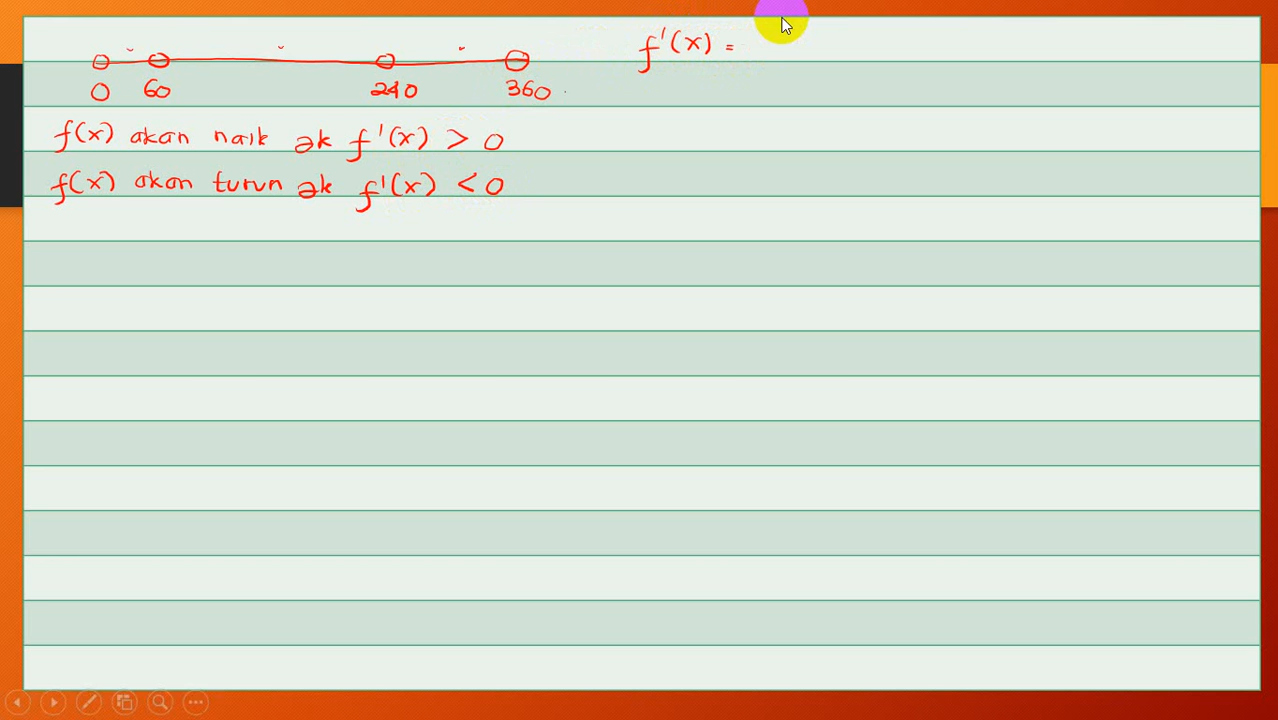 0 60 240 360
f'(x) =
f(x) akan naik jk f'(x) > 0
f(x) akan turun jk f'(x) < 0